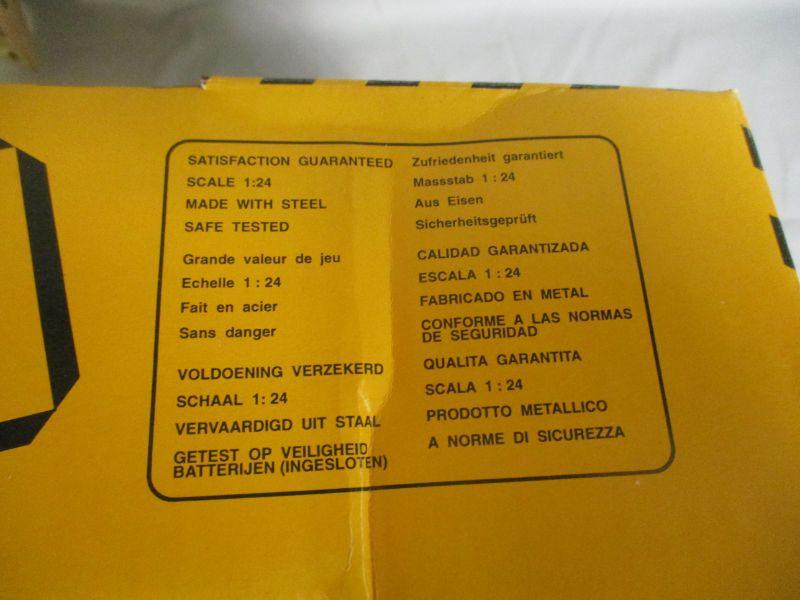 SATISFACTION GUARANTEED
SCALE 1:24
MADE WITH STEEL
SAFE TESTED
Grande valeur de jeu
Echelle 1 : 24
Fait en acier
Sans danger
VOLDOENING VERZEKERD
SCHAAL 1 : 24
VERVAARDIGD UIT STAAL
GETEST OP VEILIGHEID
BATTERIJEN (INGESLOTEN)
Zufriedenheit garantiert
Massstab 1 : 24
Aus Eisen
Sicherheitsgeprüft
CALIDAD GARANTIZADA
ESCALA 1 : 24
FABRICADO EN METAL
CONFORME A LAS NORMAS
DE SEGURIDAD
QUALITA GARANTITA
SCALA 1 : 24
PRODOTTO METALLICO
A NORME DI SICUREZZA